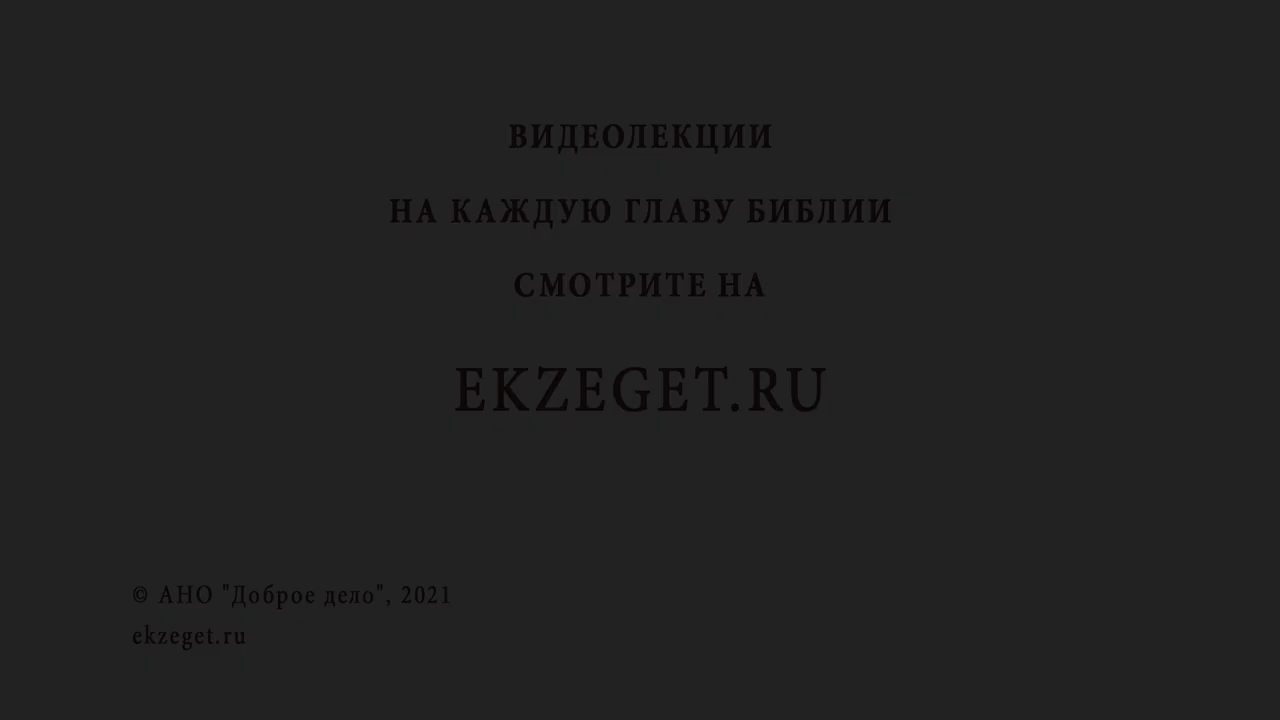 ВИДЕОЛЕКЦИИ
НА КАЖДУЮ ГЛАВУ БИБЛИИ
СМОТРИТЕ НА
EKZEGET.RU
© АНО "Доброе дело", 2021
ekzeget.ru